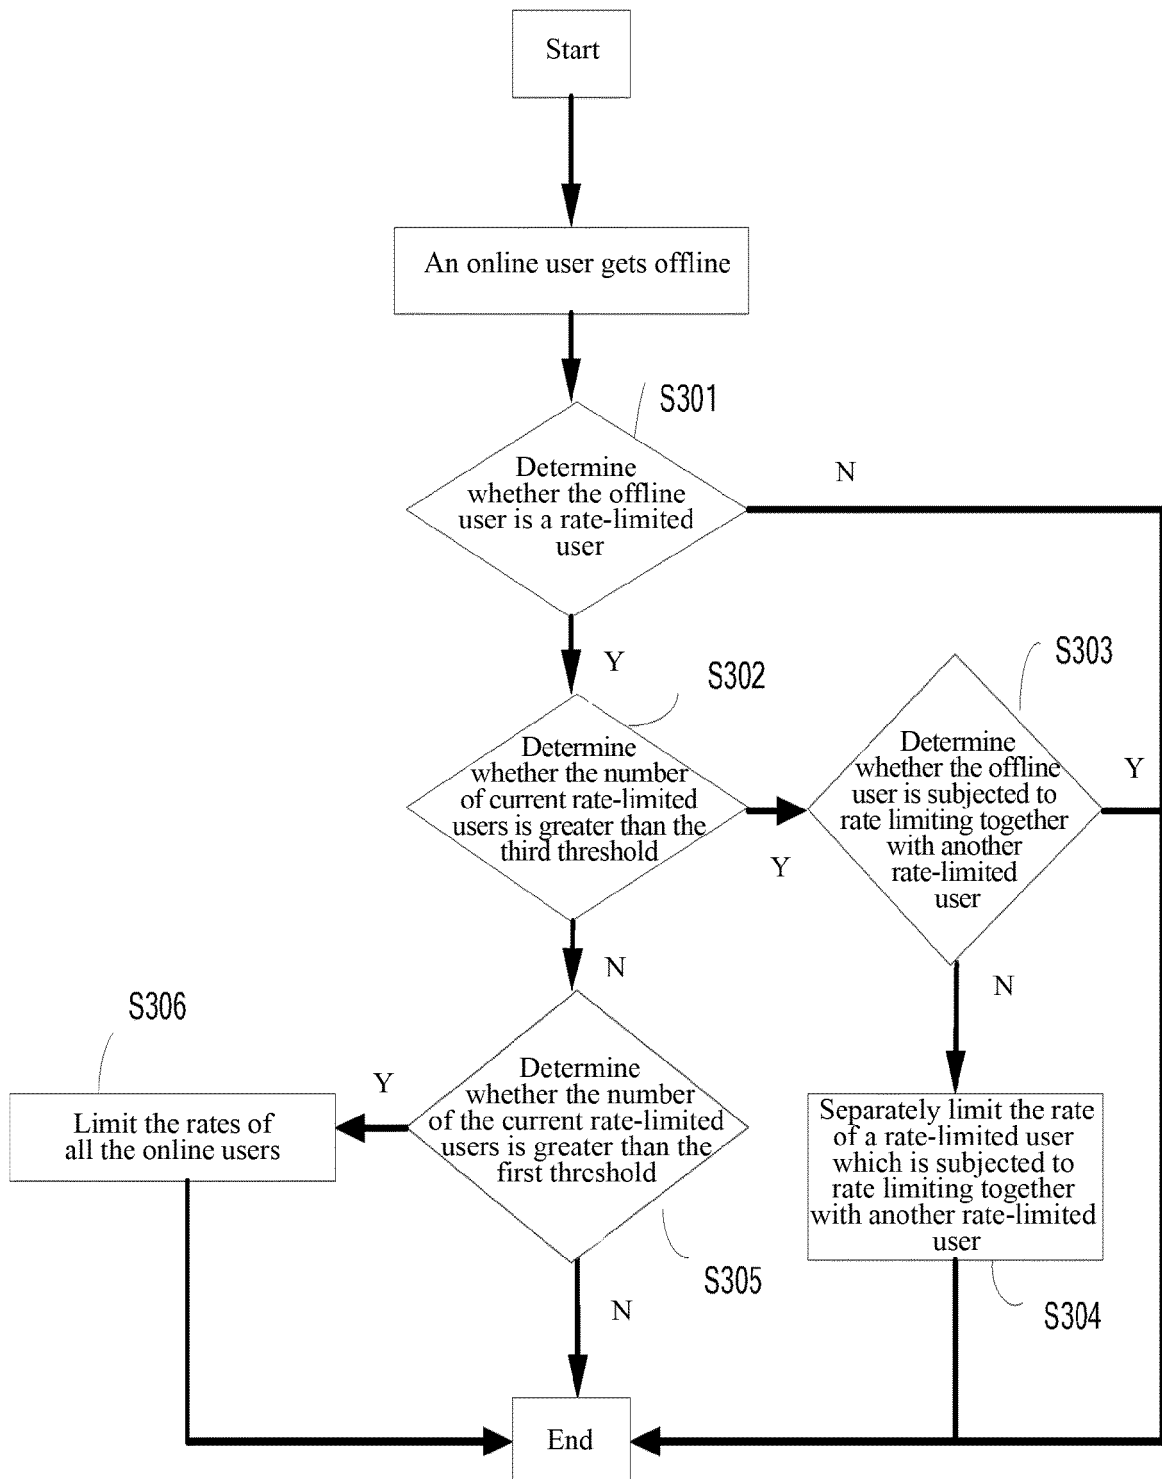 Start
An online user gets offline
S301
Determine
whether the offline
user is a rate-limited
user
N
Y
S302
Determine
whether the number
of current rate-limited
users is greater than the
third threshold
Y
S303
Determine
whether the offline
user is subjected to
rate limiting together
with another
rate-limited
user
Y
N
N
S306
Limit the rates of
all the online users
Y
Determine
whether the number
of the current rate-limited
users is greater than the
first threshold
S305
N
Separately limit the rate
of a rate-limited user
which is subjected to
rate limiting together
with another rate-limited
user
S304
End